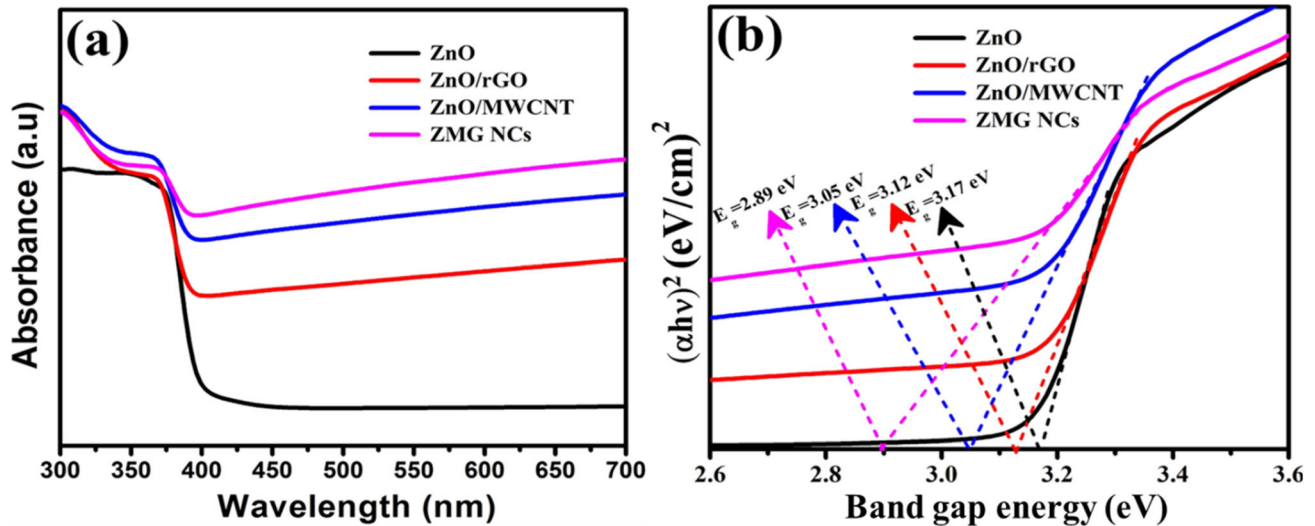 (a)
ZnO
ZnO/rGO
ZnO/MWCNT
ZMG NCs
Absorbance (a.u)
300 350 400 450 500 550 600 650 700
Wavelength (nm)
(b)
ZnO
ZnO/rGO
ZnO/MWCNT
ZMG NCs
(αhν)² (eV/cm)²
Eg=2.89 eV
Eg=3.05 eV
Eg=3.12 eV
Eg=3.17 eV
2.6 2.8 3.0 3.2 3.4 3.6
Band gap energy (eV)